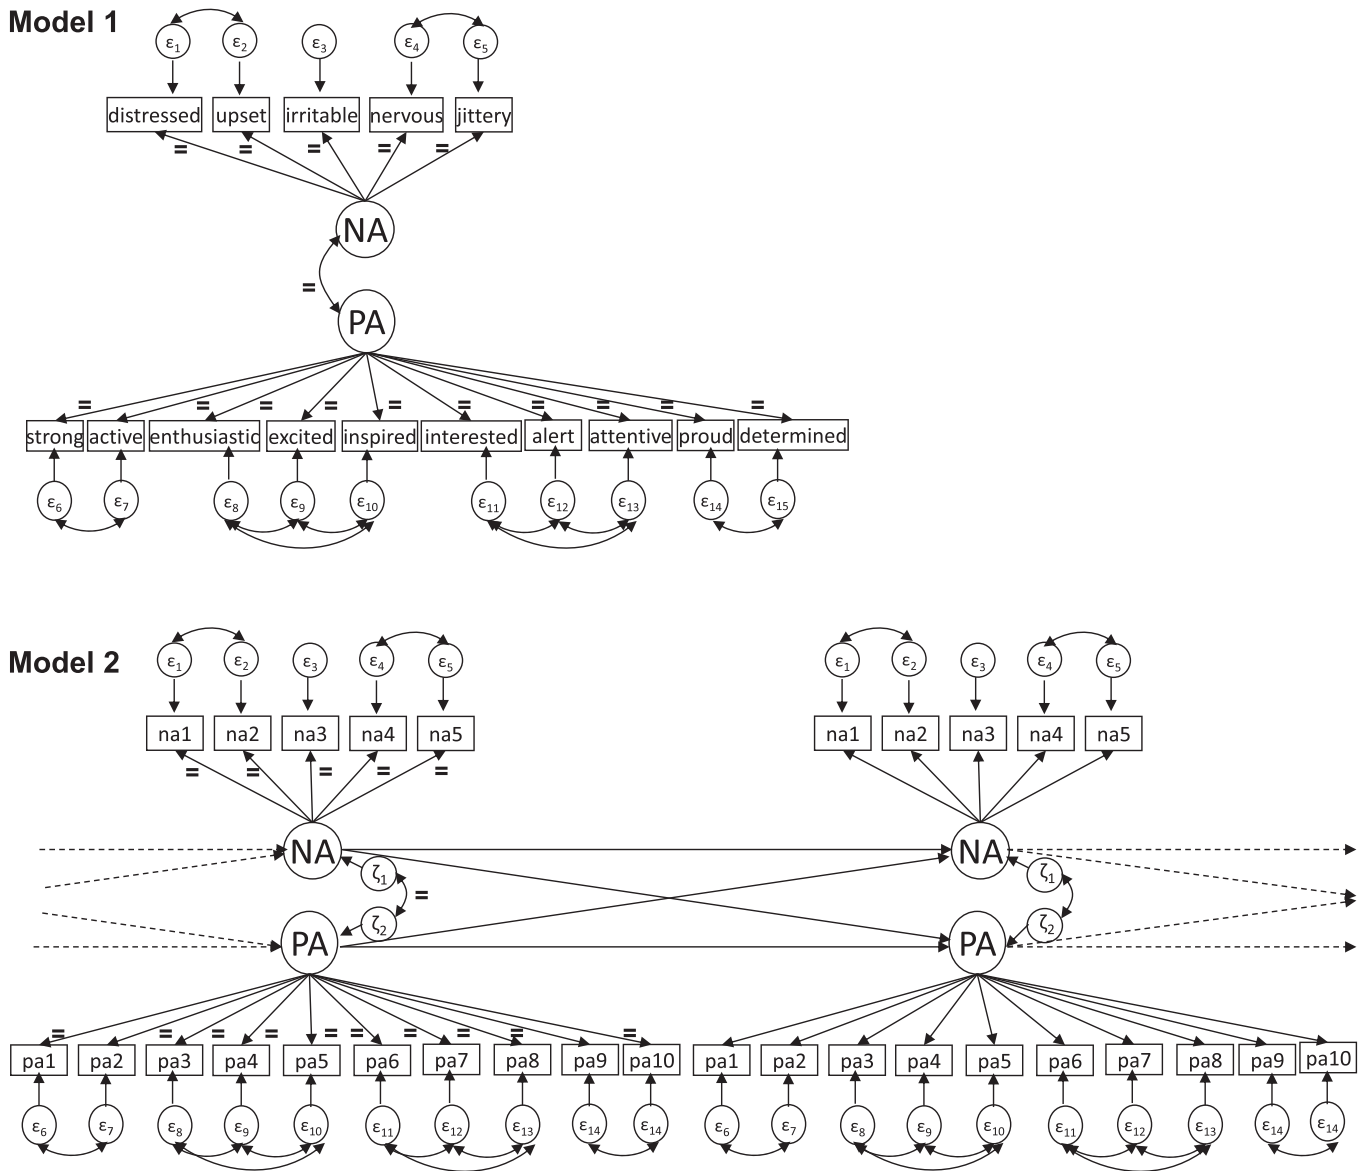 Model 1
ε1 ε2 ε3 ε4 ε5
distressed upset irritable nervous jittery
= = = = =
NA
=
PA
= = = = = = = = = =
strong active enthusiastic excited inspired interested alert attentive proud determined
ε6 ε7 ε8 ε9 ε10 ε11 ε12 ε13 ε14 ε15
Model 2
ε1 ε2 ε3 ε4 ε5 ε1 ε2 ε3 ε4 ε5
na1 na2 na3 na4 na5 na1 na2 na3 na4 na5
= = = = =
NA NA
ζ1 ζ1
=
ζ2 ζ2
PA PA
= = = = = = = = = =
pa1 pa2 pa3 pa4 pa5 pa6 pa7 pa8 pa9 pa10 pa1 pa2 pa3 pa4 pa5 pa6 pa7 pa8 pa9 pa10
ε6 ε7 ε8 ε9 ε10 ε11 ε12 ε13 ε14 ε14 ε6 ε7 ε8 ε9 ε10 ε11 ε12 ε13 ε14 ε14